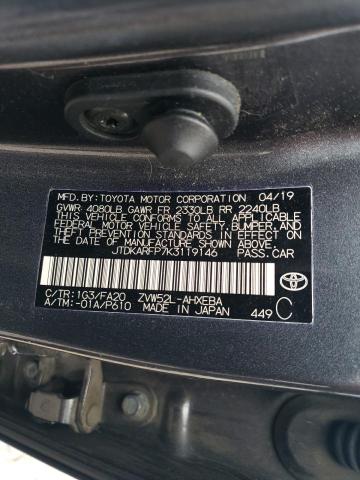 MFD. BY: TOYOTA MOTOR CORPORATION 04/19
GVWR 4080LB GAWR FR 2330LB RR 2240LB
THIS VEHICLE CONFORMS TO ALL APPLICABLE
FEDERAL MOTOR VEHICLE SAFETY, BUMPER, AND
THEFT PREVENTION STANDARDS IN EFFECT ON
THE DATE OF MANUFACTURE SHOWN ABOVE.
JTDKARFP7K3119146 PASS.CAR
C/TR: 1G3/FA20 ZVW52L-AHXEBA
A/TM: -01A/P610 MADE IN JAPAN 449 C